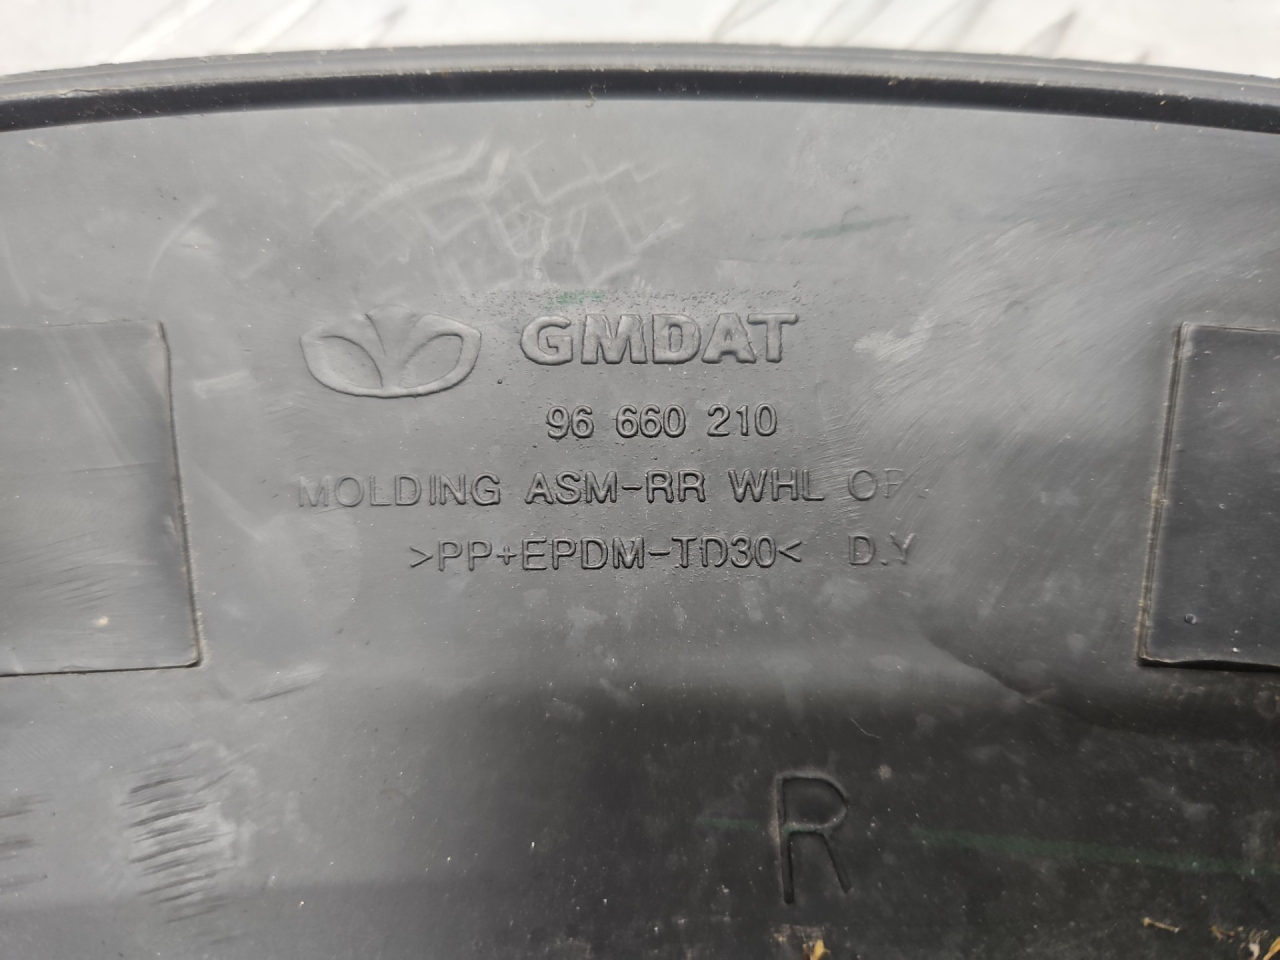 GMDAT
96 660 210
MOLDING ASM-RR WHL
>PP+EPDM-TD30< D.Y
R